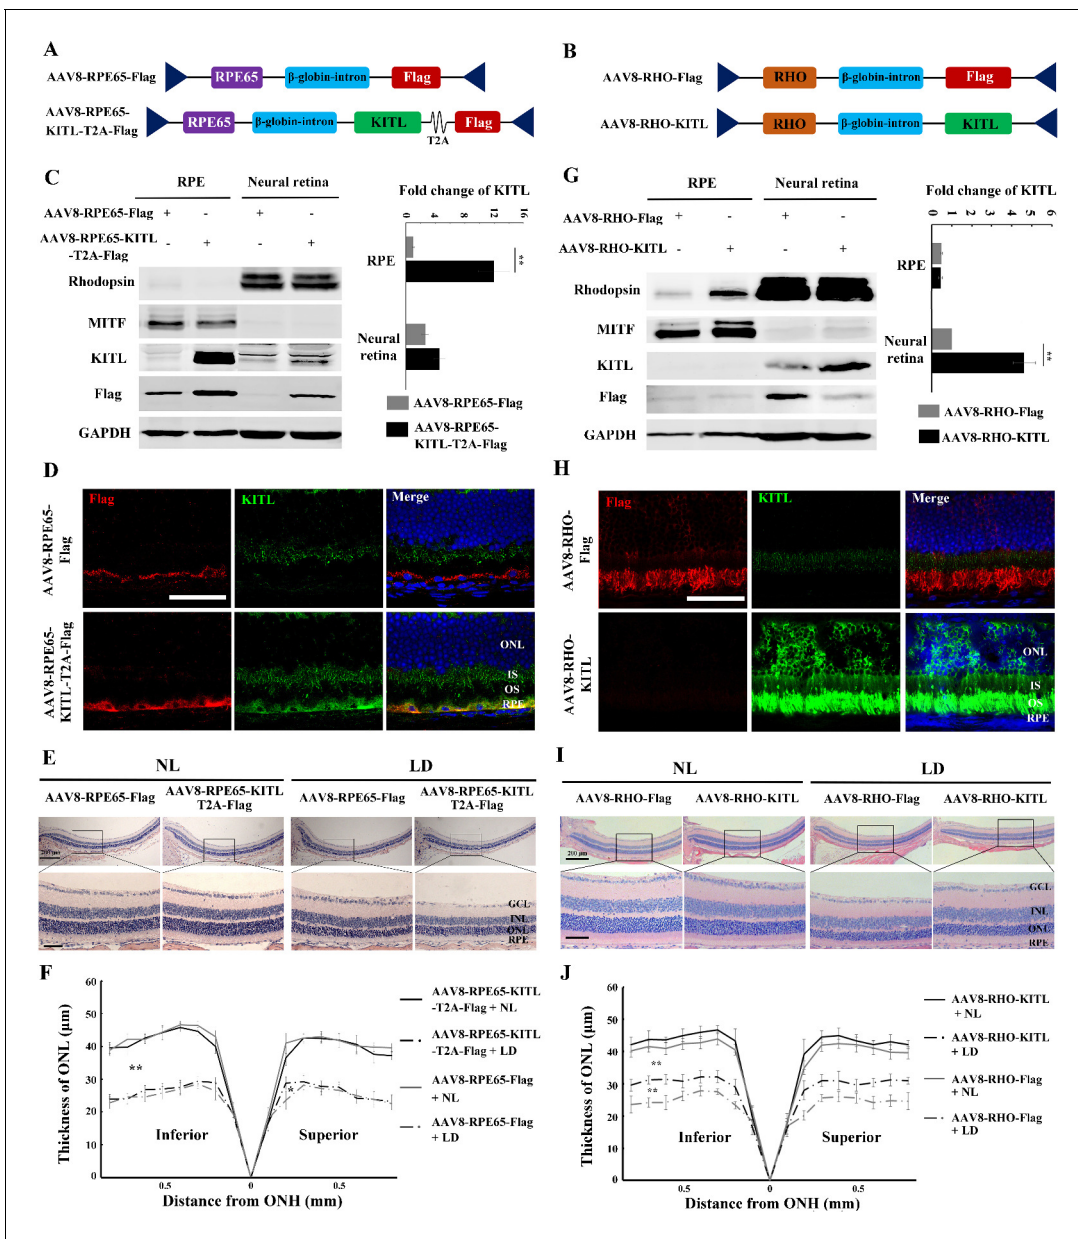 A
AAV8-RPE65-Flag
RPE65
β-globin-intron
Flag
AAV8-RPE65-
KITL-T2A-Flag
RPE65
β-globin-intron
KITL
T2A
Flag
B
AAV8-RHO-Flag
RHO
β-globin-intron
Flag
AAV8-RHO-KITL
RHO
β-globin-intron
KITL
C
RPE
Neural retina
AAV8-RPE65-Flag
+ - + -
AAV8-RPE65-KITL
-T2A-Flag
- + - +
Rhodopsin
MITF
KITL
Flag
GAPDH
Fold change of KITL
0 4 8 12 16
RPE
**
Neural
retina
AAV8-RPE65-Flag
AAV8-RPE65-
KITL-T2A-Flag
G
RPE
Neural retina
AAV8-RHO-Flag
+ - + -
AAV8-RHO-KITL
- + - +
Rhodopsin
MITF
KITL
Flag
GAPDH
Fold change of KITL
0 1 2 3 4 5 6
RPE
Neural
retina
**
AAV8-RHO-Flag
AAV8-RHO-KITL
D
Flag
KITL
Merge
AAV8-RPE65-
Flag
AAV8-RPE65-
KITL-T2A-Flag
ONL
IS
OS
RPE
H
Flag
KITL
Merge
AAV8-RHO-
Flag
AAV8-RHO-
KITL
ONL
IS
OS
RPE
E
NL
LD
AAV8-RPE65-Flag
AAV8-RPE65-KITL
T2A-Flag
AAV8-RPE65-Flag
AAV8-RPE65-KITL
T2A-Flag
200 μm
GCL
INL
ONL
RPE
I
NL
LD
AAV8-RHO-Flag
AAV8-RHO-KITL
AAV8-RHO-Flag
AAV8-RHO-KITL
200 μm
GCL
INL
ONL
RPE
F
Thickness of ONL (μm)
60
50
40
30
20
10
0
**
*
Inferior
Superior
0.5 0 0.5
Distance from ONH (mm)
AAV8-RPE65-KITL
-T2A-Flag + NL
AAV8-RPE65-KITL
-T2A-Flag + LD
AAV8-RPE65-Flag
+ NL
AAV8-RPE65-Flag
+ LD
J
Thickness of ONL (μm)
60
50
40
30
20
10
0
**
**
Inferior
Superior
0.5 0 0.5
Distance from ONH (mm)
AAV8-RHO-KITL
+ NL
AAV8-RHO-KITL
+ LD
AAV8-RHO-Flag
+ NL
AAV8-RHO-Flag
+ LD